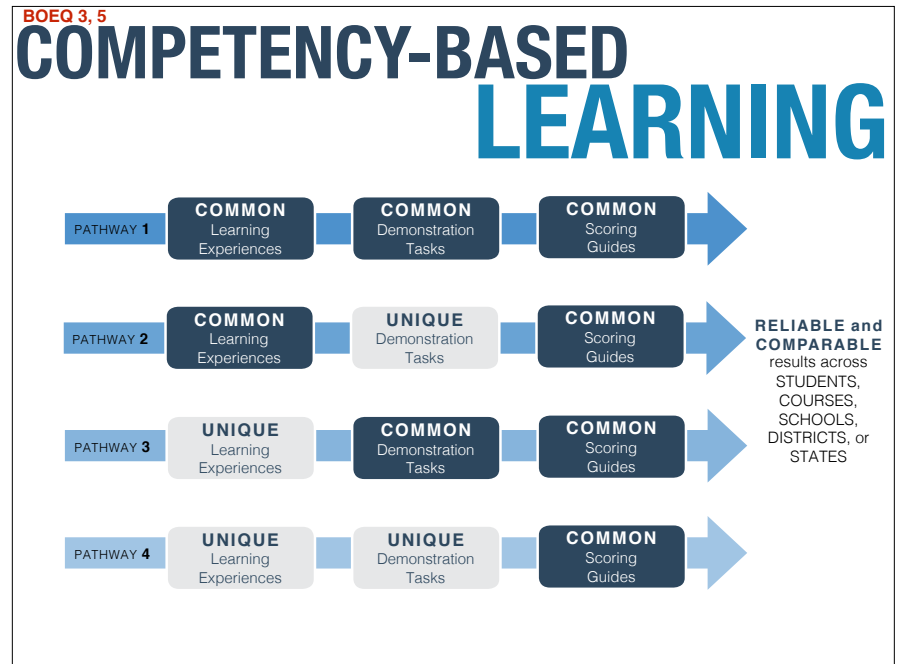 BOEQ 3, 5
COMPETENCY-BASED
LEARNING
PATHWAY 1
COMMON
Learning
Experiences
COMMON
Demonstration
Tasks
COMMON
Scoring
Guides
PATHWAY 2
COMMON
Learning
Experiences
UNIQUE
Demonstration
Tasks
COMMON
Scoring
Guides
RELIABLE and
COMPARABLE
results across
STUDENTS,
COURSES,
SCHOOLS,
DISTRICTS, or
STATES
PATHWAY 3
UNIQUE
Learning
Experiences
COMMON
Demonstration
Tasks
COMMON
Scoring
Guides
PATHWAY 4
UNIQUE
Learning
Experiences
UNIQUE
Demonstration
Tasks
COMMON
Scoring
Guides